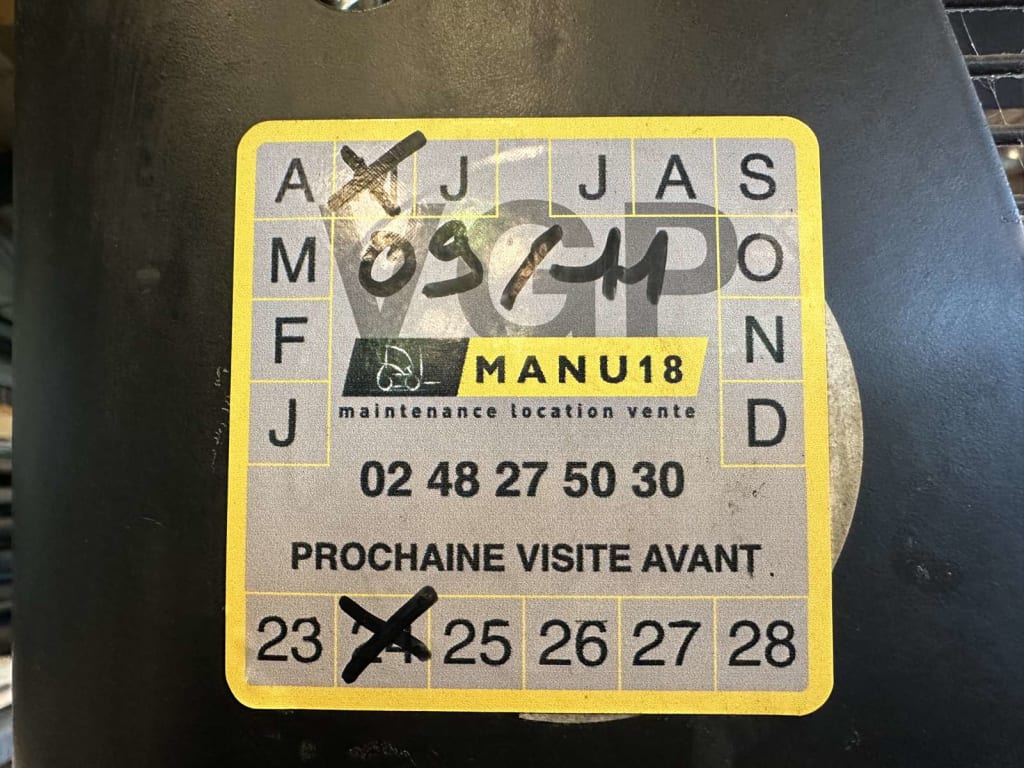 A J J A S
M 09/11 O
VGP
F N
MANU18
maintenance location vente
J D
02 48 27 50 30
PROCHAINE VISITE AVANT
23 24 25 26 27 28